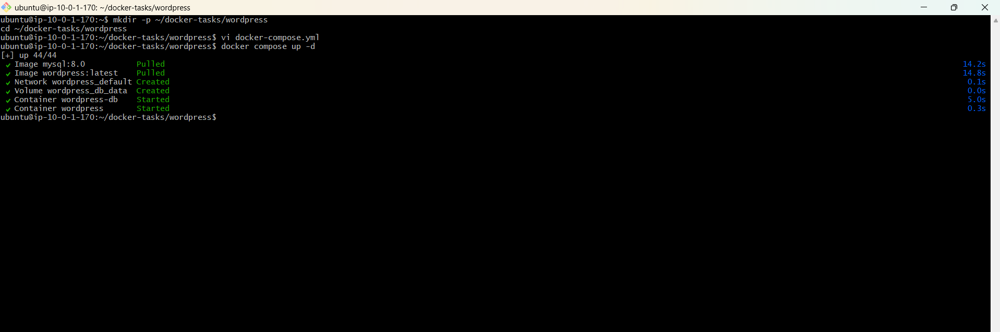 ubuntu@ip-10-0-1-170: ~/docker-tasks/wordpress
ubuntu@ip-10-0-1-170:~$ mkdir -p ~/docker-tasks/wordpress
cd ~/docker-tasks/wordpress
ubuntu@ip-10-0-1-170:~/docker-tasks/wordpress$ vi docker-compose.yml
ubuntu@ip-10-0-1-170:~/docker-tasks/wordpress$ docker compose up -d
[+] up 44/44
✔ Image mysql:8.0 Pulled 14.2s
✔ Image wordpress:latest Pulled 14.8s
✔ Network wordpress_default Created 0.1s
✔ Volume wordpress_db_data Created 0.0s
✔ Container wordpress-db Started 5.0s
✔ Container wordpress Started 0.3s
ubuntu@ip-10-0-1-170:~/docker-tasks/wordpress$